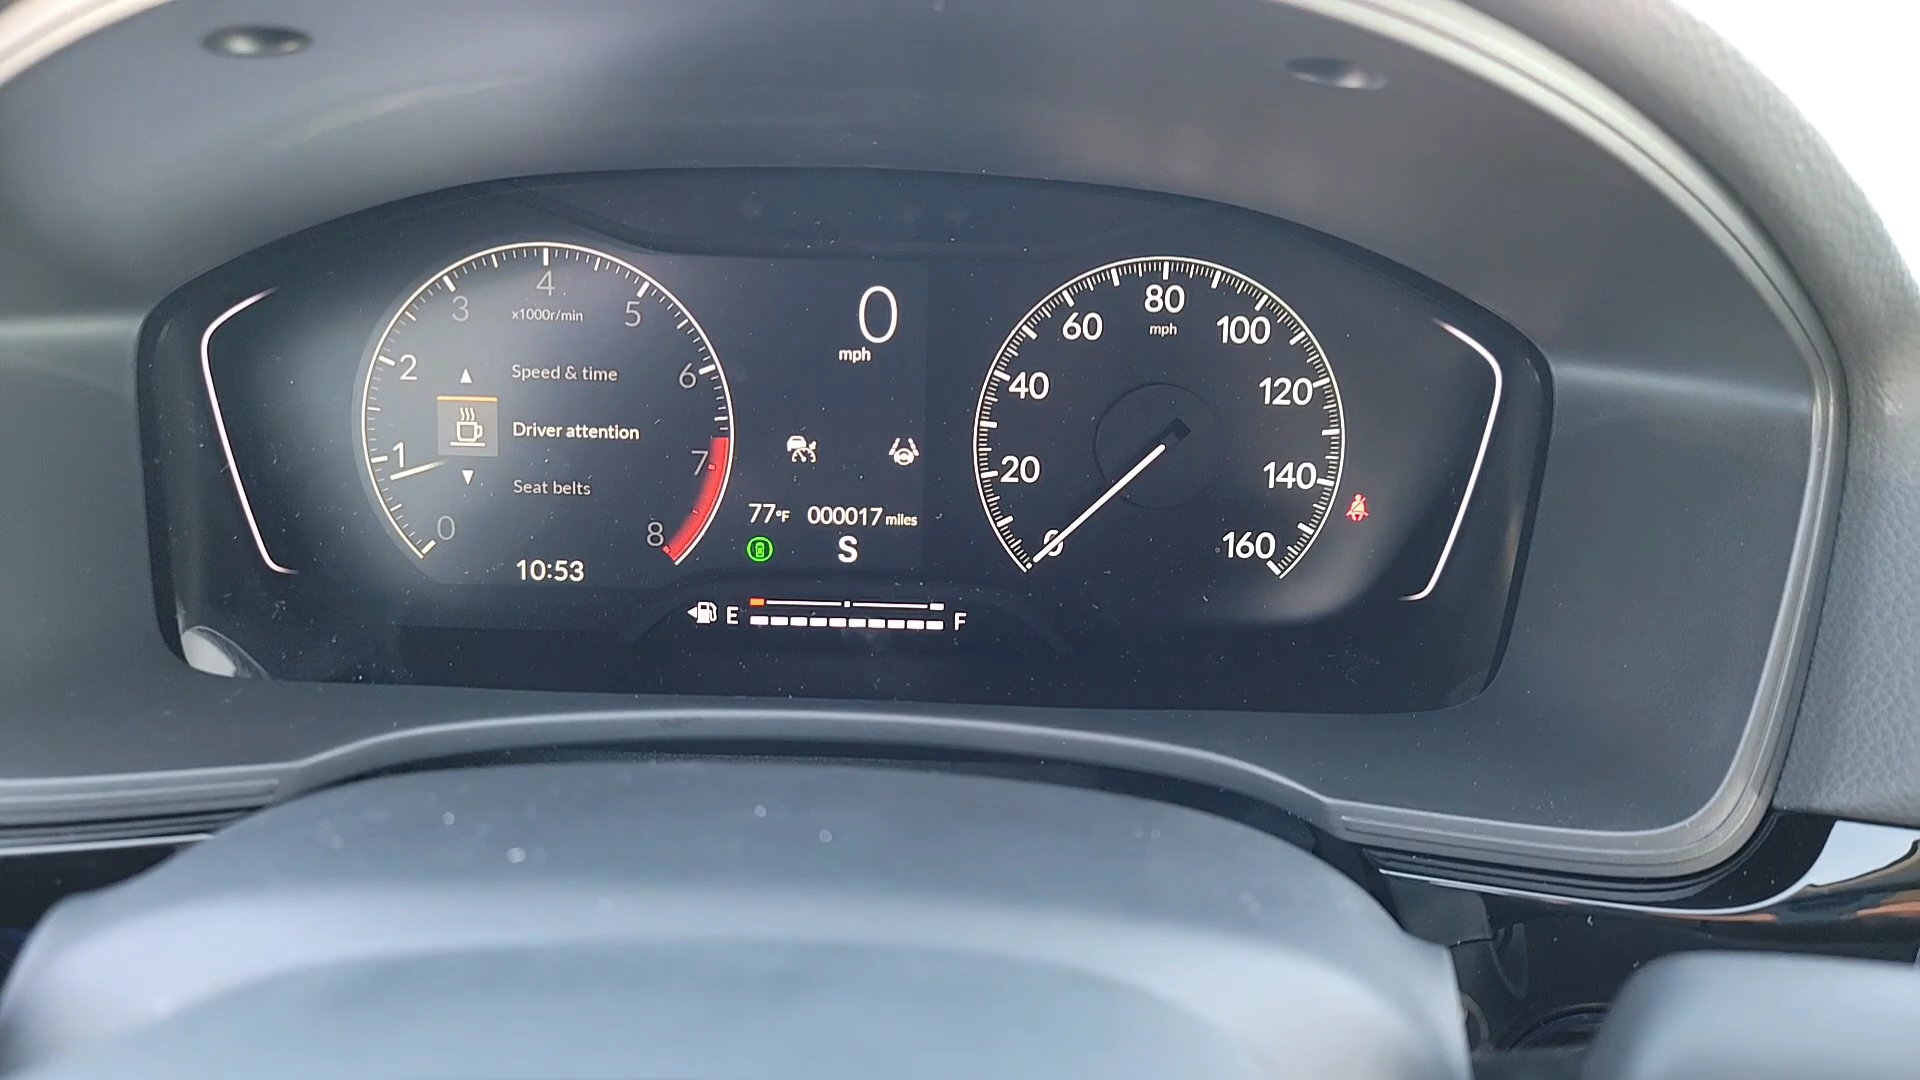 0
1
2
3
4
5
6
7
8
x1000r/min
Speed & time
Driver attention
Seat belts
10:53
0
mph
77°F 000017 miles
S
E F
0
20
40
60
80
100
120
140
160
mph